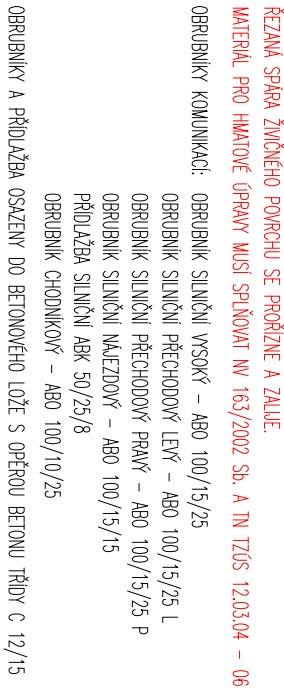 ŘEZANÁ SPÁRA ŽIVIČNÉHO POVRCHU SE PROŘÍZNE A ZALIJE.
MATERIÁL PRO HMATOVÉ ÚPRAVY MUSÍ SPLŇOVAT NV 163/2002 Sb. A TN TZÚS 12.03.04 – 06
OBRUBNÍKY KOMUNIKACÍ: OBRUBNÍK SILNIČNÍ VYSOKÝ – ABO 100/15/25
OBRUBNÍK SILNIČNÍ PŘECHODOVÝ LEVÝ – ABO 100/15/25 L
OBRUBNÍK SILNIČNÍ PŘECHODOVÝ PRAVÝ – ABO 100/15/25 P
OBRUBNÍK SILNIČNÍ NÁJEZDOVÝ – ABO 100/15/15
PŘÍDLAŽBA SILNIČNÍ ABK 50/25/8
OBRUBNÍK CHODNÍKOVÝ – ABO 100/10/25
OBRUBNÍKY A PŘÍDLAŽBA OSAZENY DO BETONOVÉHO LOŽE S OPĚROU BETONU TŘÍDY C 12/15